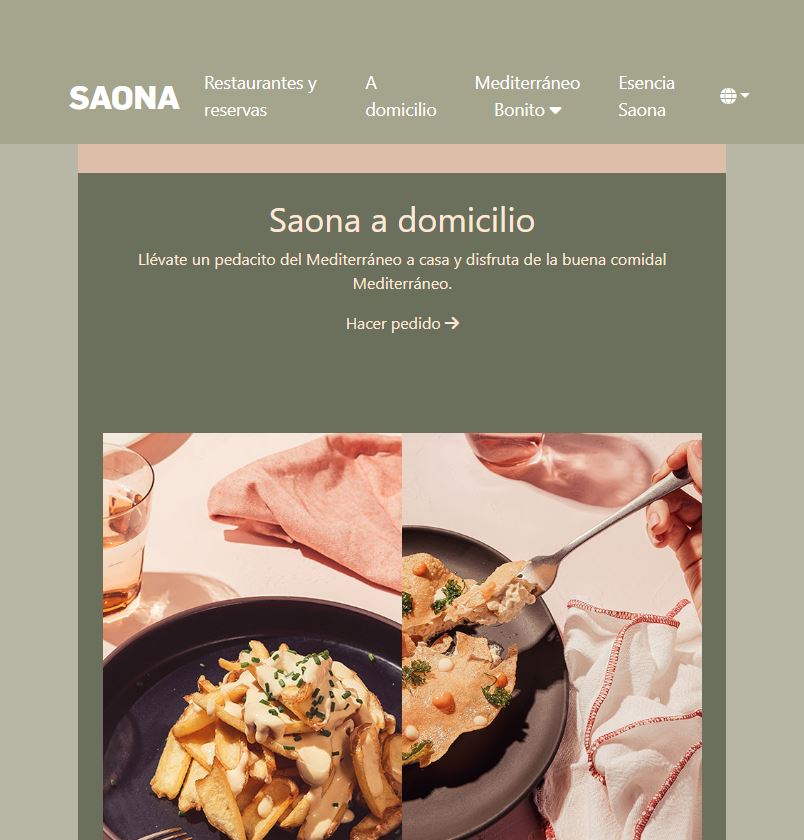 SAONA
Restaurantes y
reservas
A
domicilio
Mediterráneo
Bonito
Esencia
Saona
Saona a domicilio
Llévate un pedacito del Mediterráneo a casa y disfruta de la buena comidal
Mediterráneo.
Hacer pedido →